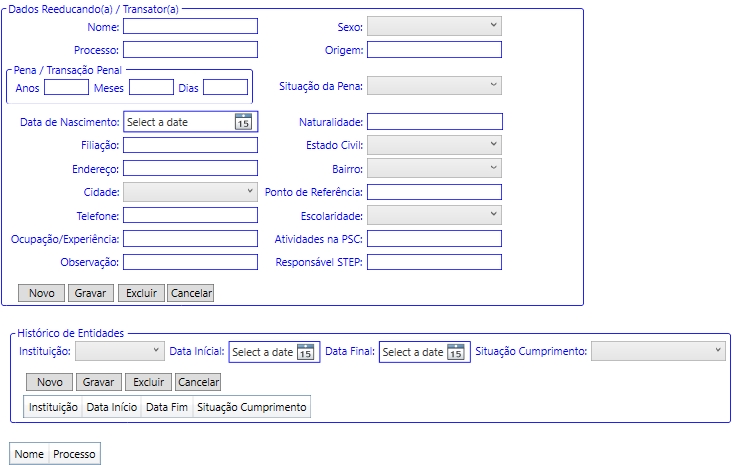 Dados Reeducando(a) / Transator(a)
Nome: Sexo:
Processo: Origem:
Pena / Transação Penal
Anos Meses Dias Situação da Pena:
Data de Nascimento: Select a date 15 Naturalidade:
Filiação: Estado Civil:
Endereço: Bairro:
Cidade: Ponto de Referência:
Telefone: Escolaridade:
Ocupação/Experiência: Atividades na PSC:
Observação: Responsável STEP:
Novo Gravar Excluir Cancelar
Histórico de Entidades
Instituição: Data Inícial: Select a date 15 Data Final: Select a date 15 Situação Cumprimento:
Novo Gravar Excluir Cancelar
Instituição Data Início Data Fim Situação Cumprimento
Nome Processo